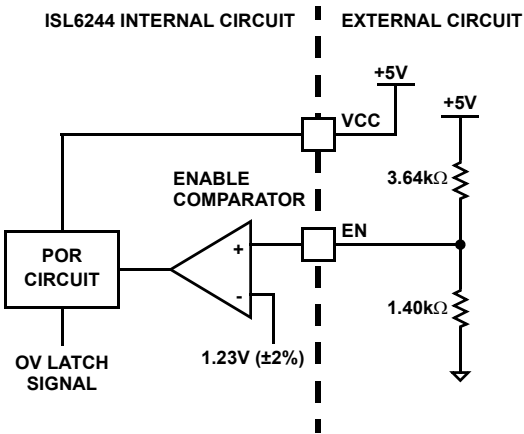 ISL6244 INTERNAL CIRCUIT
EXTERNAL CIRCUIT
+5V
VCC
+5V
ENABLE
COMPARATOR
3.64kΩ
EN
+
POR
CIRCUIT
-
1.40kΩ
1.23V (±2%)
OV LATCH
SIGNAL